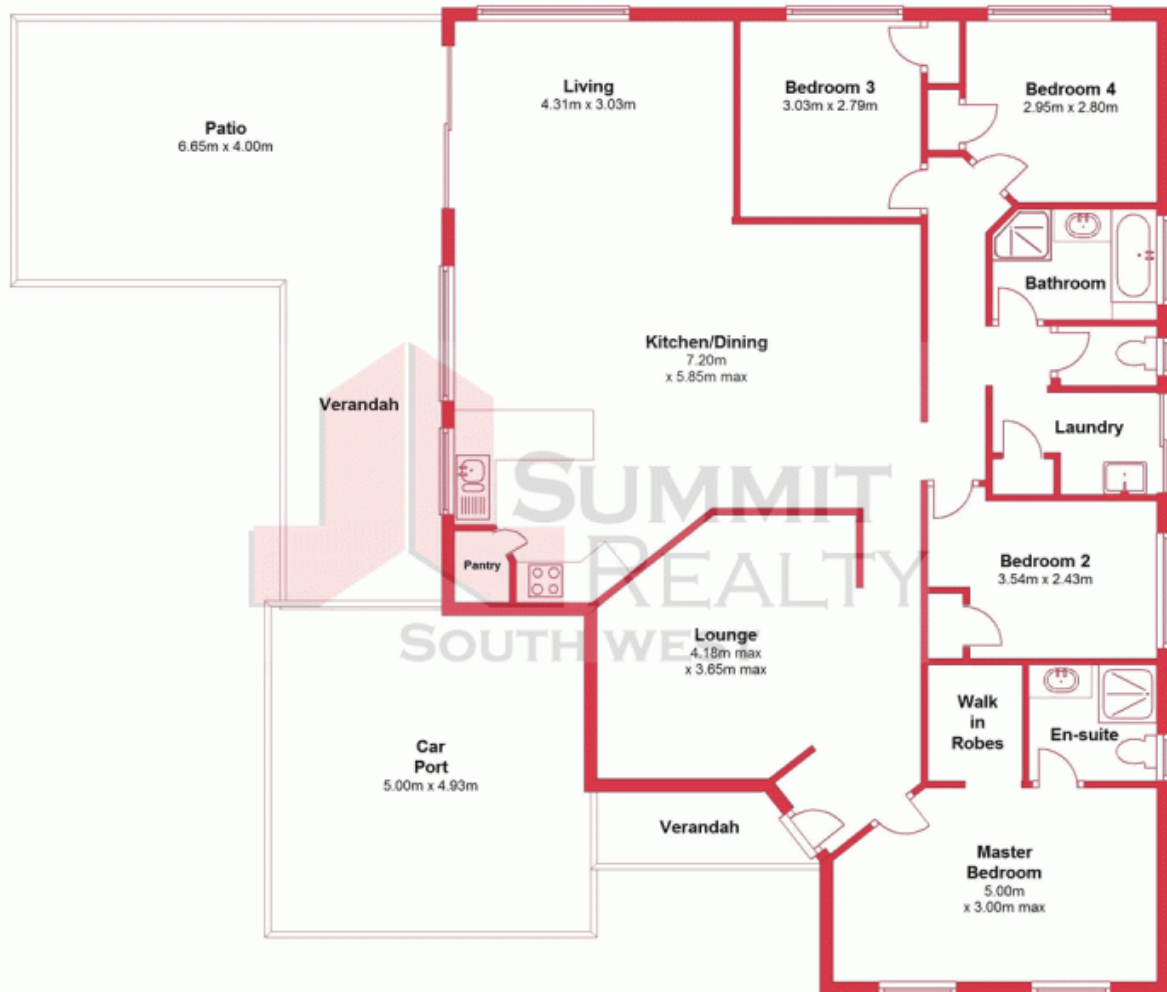 Living
4.31m x 3.03m
Bedroom 3
3.03m x 2.79m
Bedroom 4
2.95m x 2.80m
Patio
6.65m x 4.00m
Bathroom
Kitchen/Dining
7.20m
x 5.85m max
Verandah
Laundry
SUMMIT
REALTY
SOUTH WEST
Pantry
Bedroom 2
3.54m x 2.43m
Lounge
4.18m max
x 3.65m max
Walk
in
Robes
En-suite
Car
Port
5.00m x 4.93m
Verandah
Master
Bedroom
5.00m
x 3.00m max